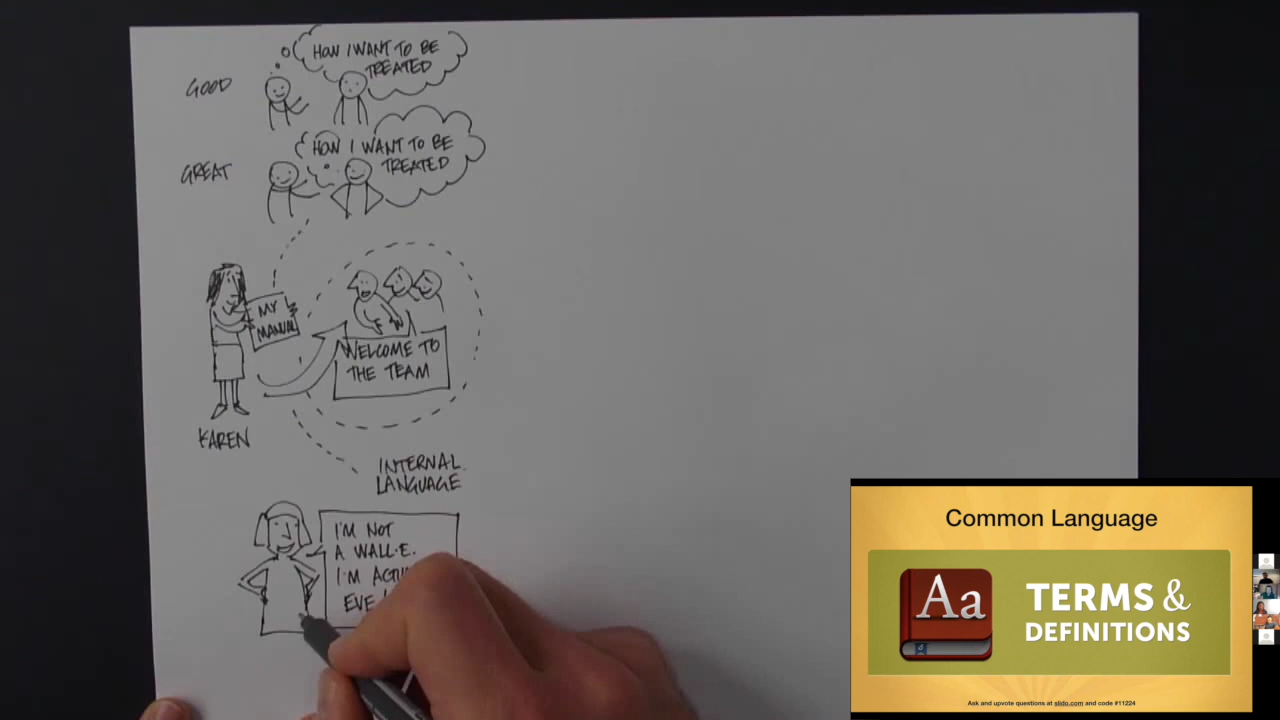 GOOD
HOW I WANT TO BE
TREATED
GREAT
HOW I WANT TO BE
TREATED
MY
MANUAL
WELCOME TO
THE TEAM
KAREN
INTERNAL
LANGUAGE
I'M NOT
A WALL·E.
I'M
EVE
Common Language
Aa
TERMS &
DEFINITIONS
Ask and upvote questions at slido.com and code #11224